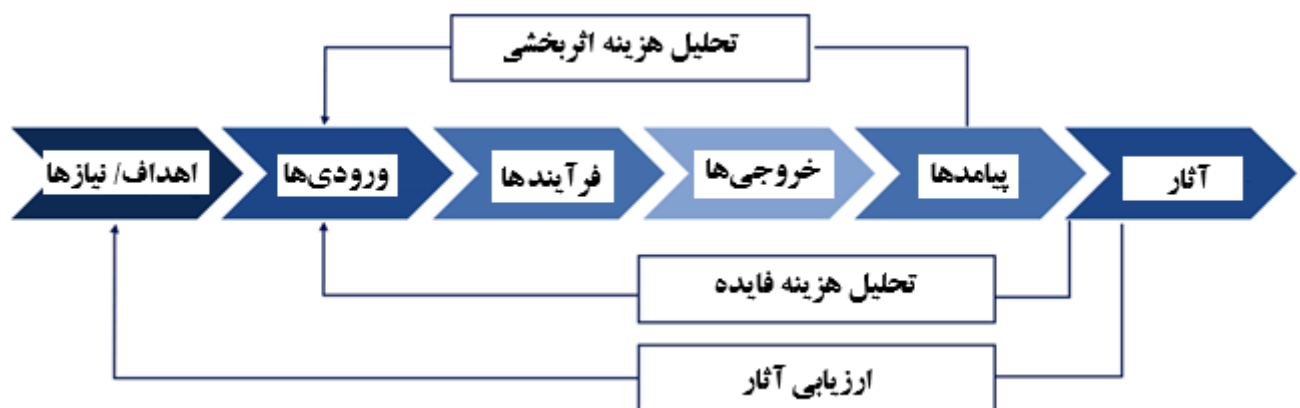 تحلیل هزینه اثربخشی
اهداف/ نیازها
ورودی‌ها
فرآیندها
خروجی‌ها
پیامدها
آثار
تحلیل هزینه فایده
ارزیابی آثار